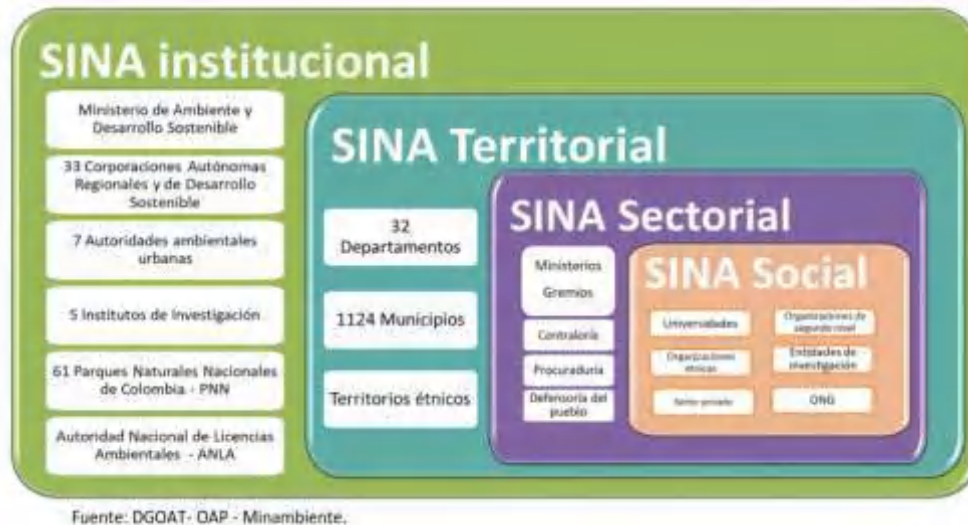 SINA institucional
Ministerio de Ambiente y
Desarrollo Sostenible
33 Corporaciones Autónomas
Regionales y de Desarrollo
Sostenible
7 Autoridades ambientales
urbanas
5 Institutos de Investigación
61 Parques Naturales Nacionales
de Colombia - PNN
Autoridad Nacional de Licencias
Ambientales - ANLA
SINA Territorial
32
Departamentos
1124 Municipios
Territorios étnicos
SINA Sectorial
Ministerios
Gremios
Contraloría
Procuraduría
Defensoría del
pueblo
SINA Social
Universidades
Organizaciones de
segundo nivel
Organizaciones
étnicas
Entidades de
investigación
Sector privado
ONG
Fuente: DGOAT- OAP - Minambiente.